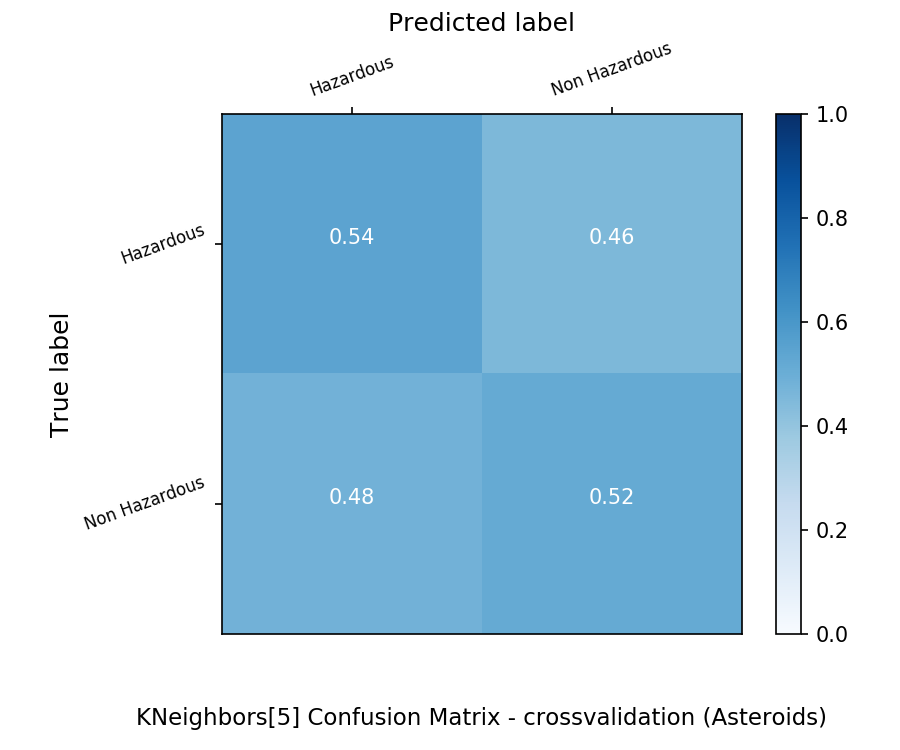 Predicted label
Hazardous
Non Hazardous
1.0
0.8
0.6
0.4
0.2
0.0
True label
Hazardous
0.54
0.46
Non Hazardous
0.48
0.52
KNeighbors[5] Confusion Matrix - crossvalidation (Asteroids)